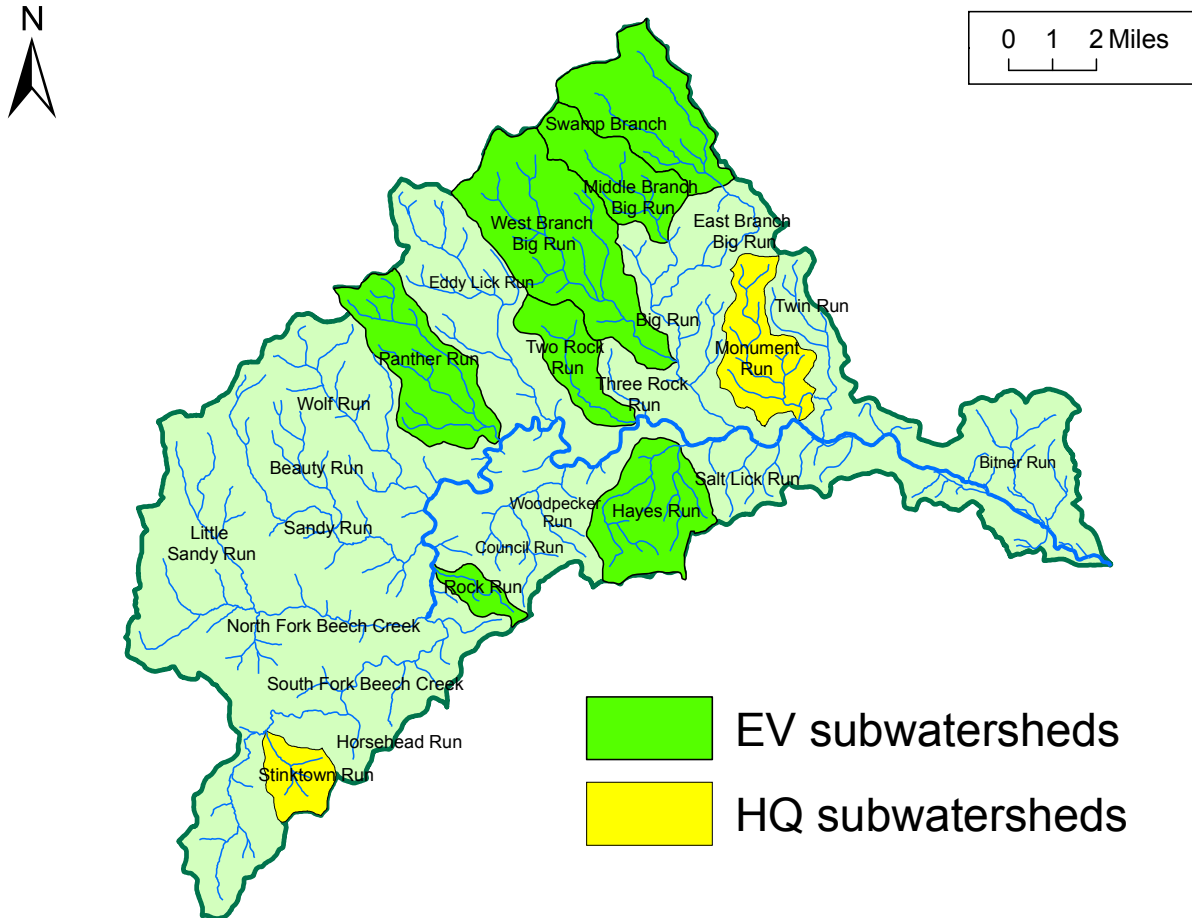 N
0 1 2 Miles
Swamp Branch
Middle Branch
Big Run
West Branch
Big Run
East Branch
Big Run
Eddy Lick Run
Twin Run
Big Run
Panther Run
Two Rock
Run
Monument
Run
Three Rock
Run
Wolf Run
Beauty Run
Bitner Run
Salt Lick Run
Woodpecker
Run
Hayes Run
Sandy Run
Little
Sandy Run
Council Run
Rock Run
North Fork Beech Creek
South Fork Beech Creek
Horsehead Run
Stinktown Run
EV subwatersheds
HQ subwatersheds